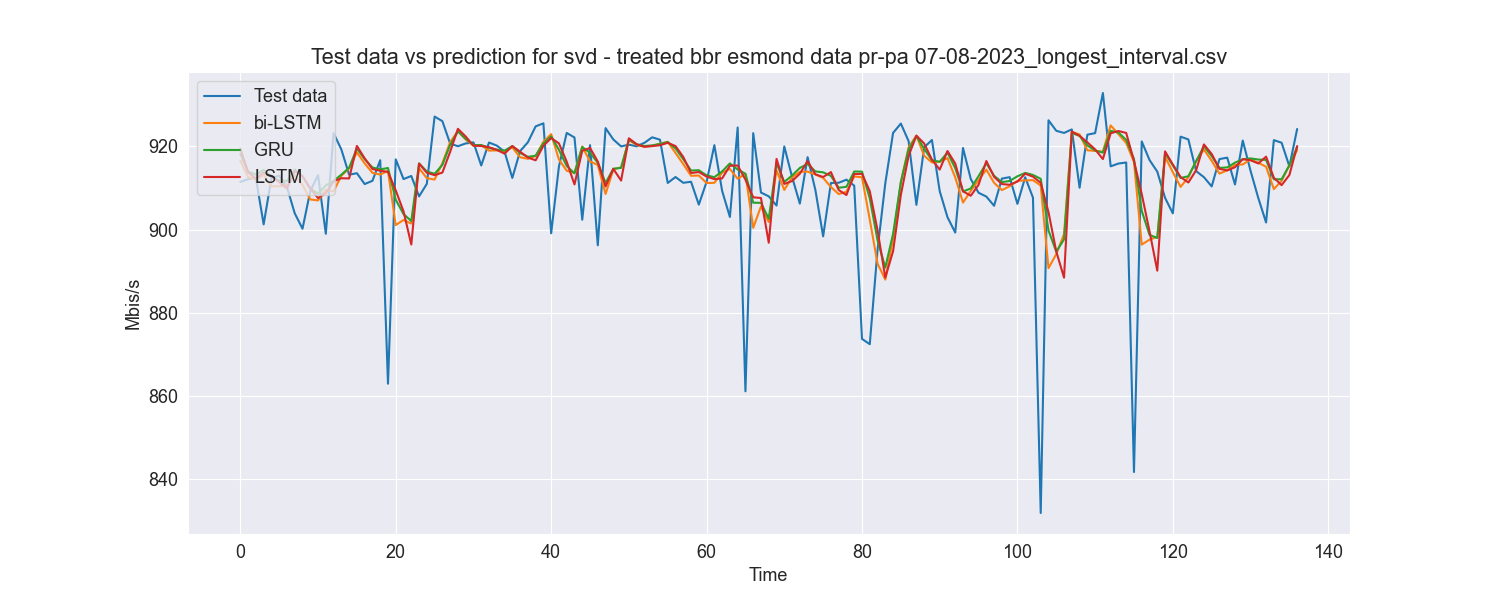 Test data vs prediction for svd - treated bbr esmond data pr-pa 07-08-2023_longest_interval.csv
Test data
bi-LSTM
GRU
LSTM
920
900
880
860
840
Mbis/s
0 20 40 60 80 100 120 140
Time